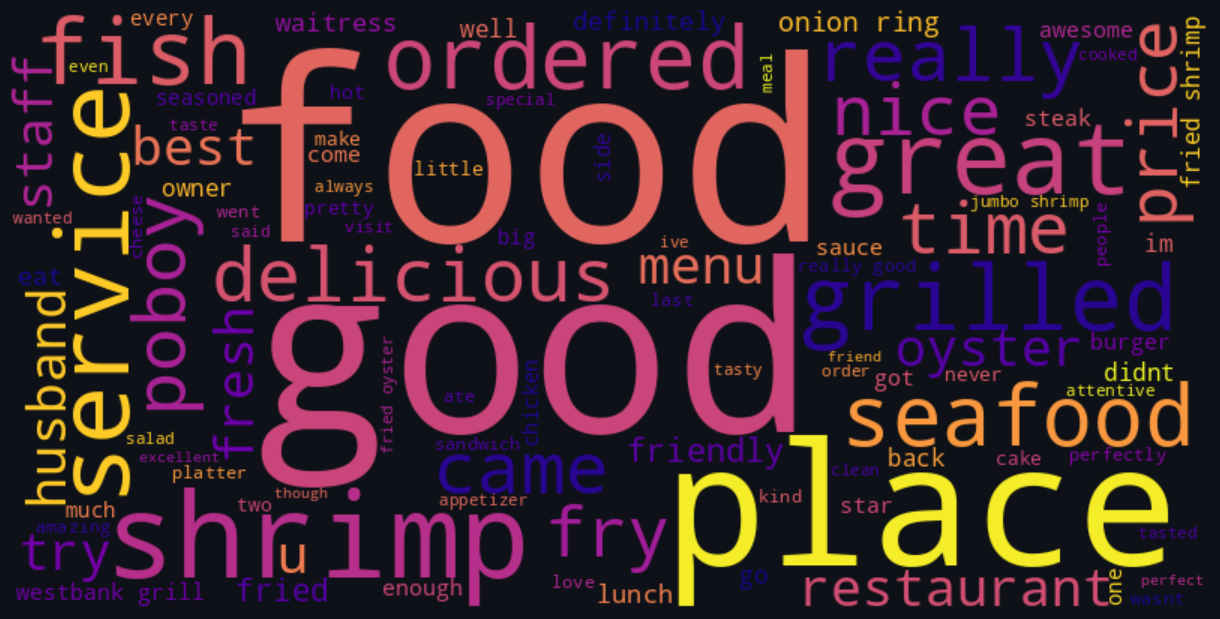 every
waitress
well
definitely
onion ring
awesome
fish
ordered
really
cooked
even
meal
price
fried shrimp
staff
seasoned
hot
special
food
nice
steak
taste
best
make
come
side
great
little
service
owner
always
jumbo shrimp
wanted
went
pretty
time
people
im
cheese
said
visit
big
ive
sauce
poboy
delicious
menu
really good
eat
last
grilled
husband
good
fresh
fried oyster
oyster
burger
friend
order
tasty
got
never
didnt
attentive
chicken
ate
seafood
salad
sandwich
friendly
excellent
platter
came
back
cake
perfectly
clean
place
though
two
appetizer
kind
star
much
amazing
shrimp
fry
tasted
try
u
westbank grill
fried
enough
love
lunch
go
restaurant
one
perfect
wasnt